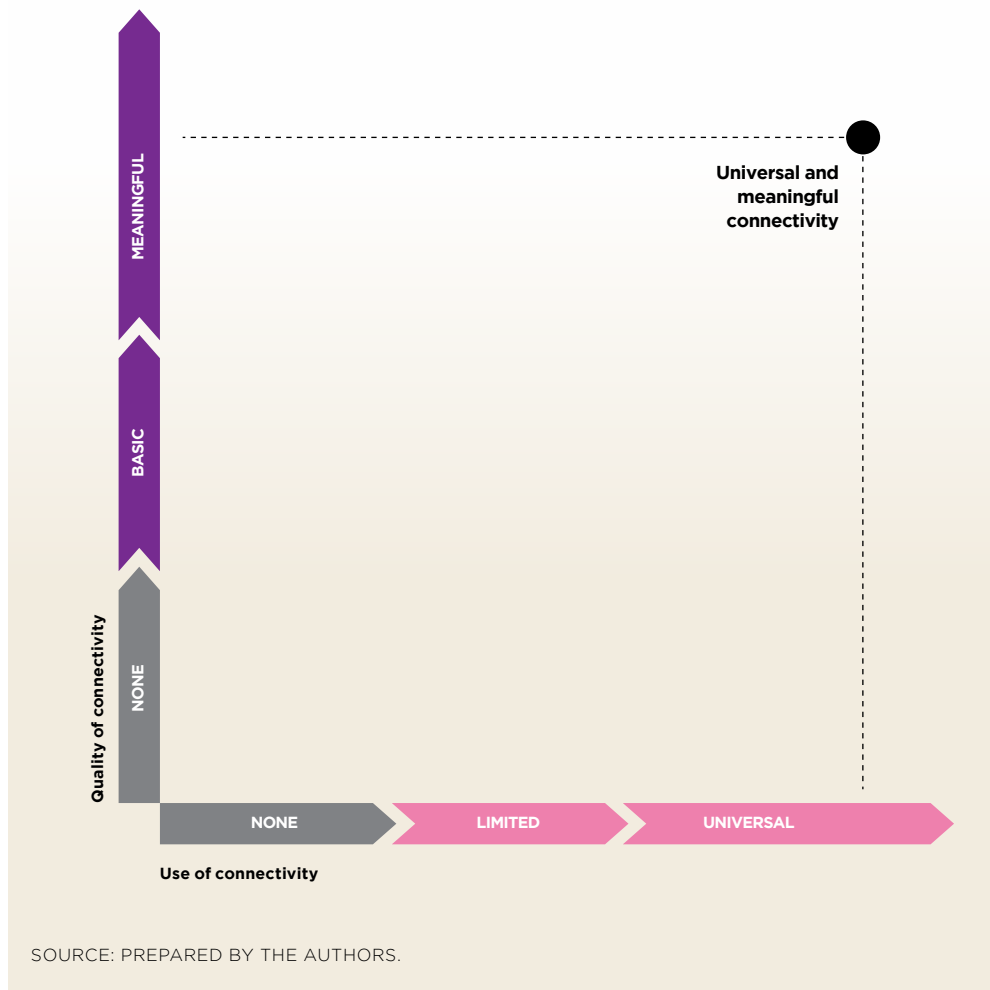 MEANINGFUL
Universal and
meaningful
connectivity
BASIC
NONE
Quality of connectivity
NONE
LIMITED
UNIVERSAL
Use of connectivity
SOURCE: PREPARED BY THE AUTHORS.